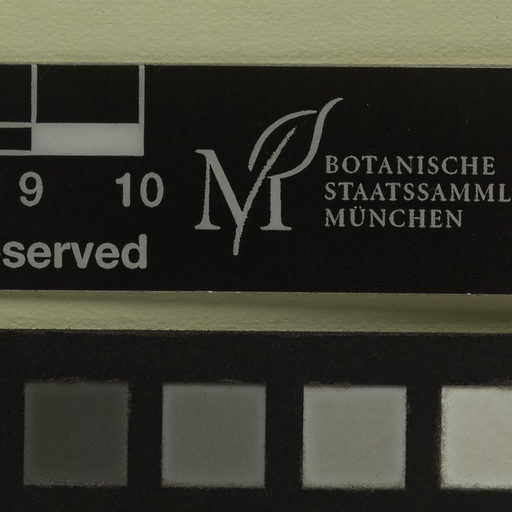 9 10
BOTANISCHE
STAATSSAMML
MÜNCHEN
served